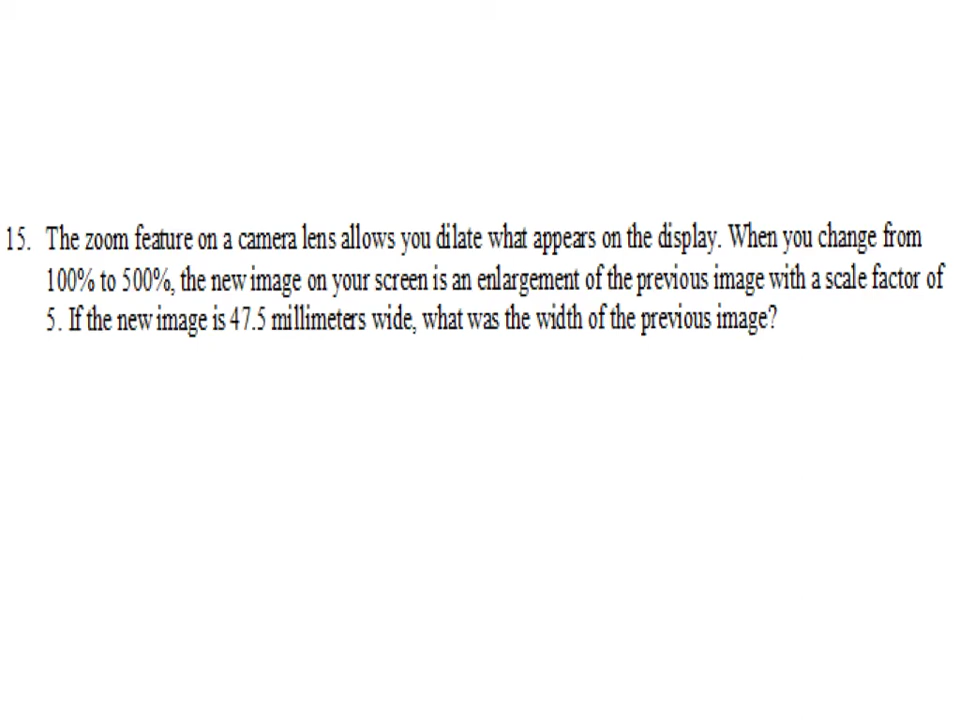 15. The zoom feature on a camera lens allows you dilate what appears on the display. When you change from
100% to 500%, the new image on your screen is an enlargement of the previous image with a scale factor of
5. If the new image is 47.5 millimeters wide, what was the width of the previous image?